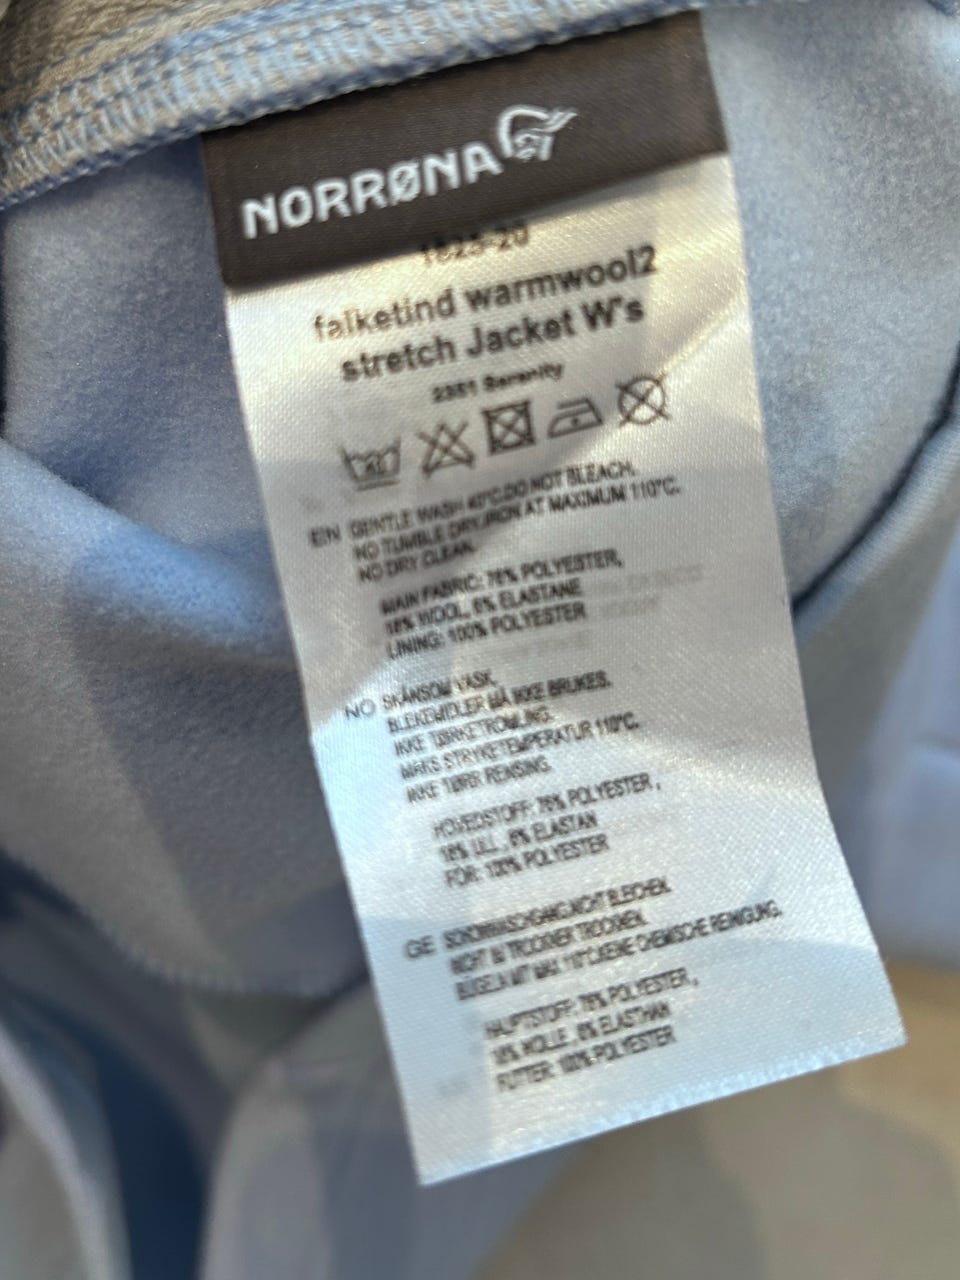 NORRØNA
falketind warmwool2
stretch Jacket W's
2351 Serenity
EN GENTLE WASH 40°C. DO NOT BLEACH.
NO TUMBLE DRY. IRON AT MAXIMUM 110°C.
NO DRY CLEAN.
MAIN FABRIC: 76% POLYESTER,
18% WOOL, 6% ELASTANE
LINING: 100% POLYESTER
NO SKÅNSOM VASK.
BLEKEMIDLER MÅ IKKE BRUKES.
IKKE TØRKETROMLING.
MAKS STRYKETEMPERATUR 110°C.
IKKE TØRR RENSING.
HOVEDSTOFF: 76% POLYESTER,
18% ULL, 6% ELASTAN
FÔR: 100% POLYESTER
GE SCHONWASCHGANG. NICHT BLEICHEN.
NICHT IN TROCKNER TROCKNEN.
BÜGELN MIT MAX 110°C. KEINE CHEMISCHE REINIGUNG.
HAUPTSTOFF: 76% POLYESTER,
18% WOLLE, 6% ELASTHAN
FUTTER: 100% POLYESTER